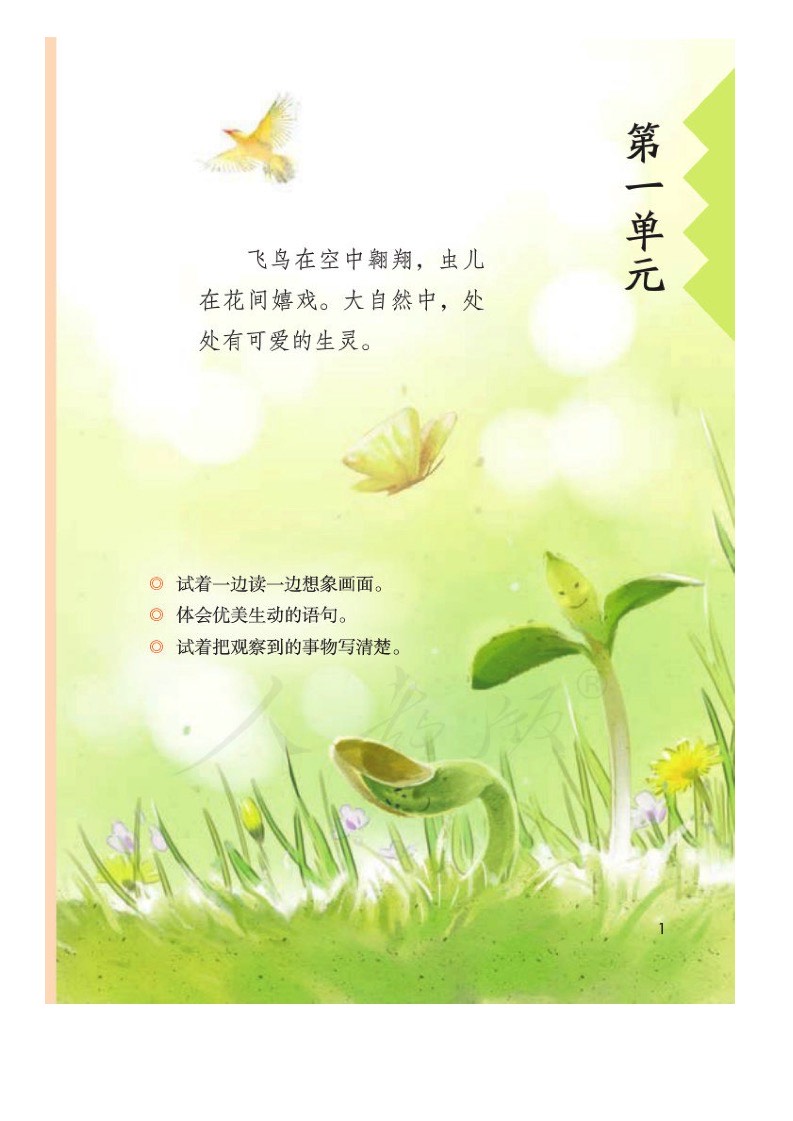 第一单元
飞鸟在空中翱翔，虫儿
在花间嬉戏。大自然中，处
处有可爱的生灵。
◎ 试着一边读一边想象画面。
◎ 体会优美生动的语句。
◎ 试着把观察到的事物写清楚。
人教版®
1